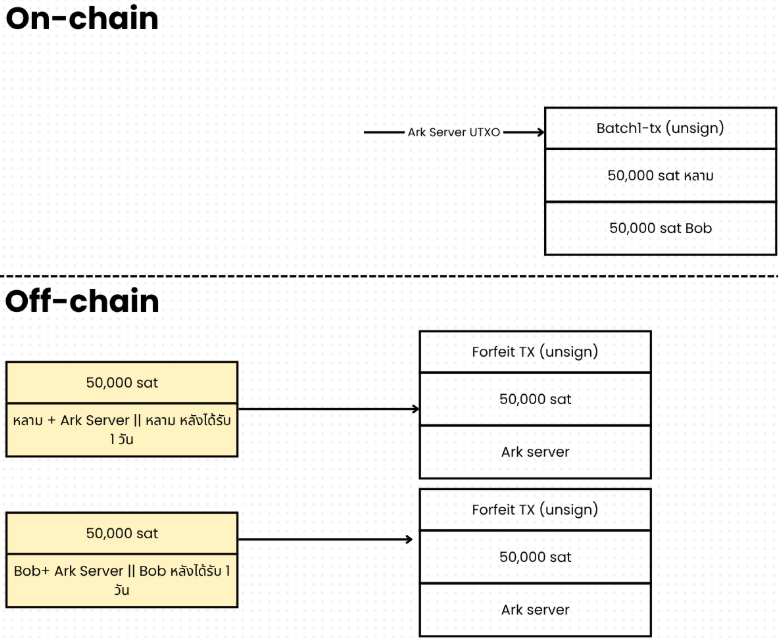 On-chain
Ark Server UTXO
Batch1-tx (unsign)
50,000 sat หลาม
50,000 sat Bob
Off-chain
50,000 sat
หลาม + Ark Server || หลาม หลังได้รับ
1 วัน
Forfeit TX (unsign)
50,000 sat
Ark server
50,000 sat
Bob+ Ark Server || Bob หลังได้รับ 1
วัน
Forfeit TX (unsign)
50,000 sat
Ark server